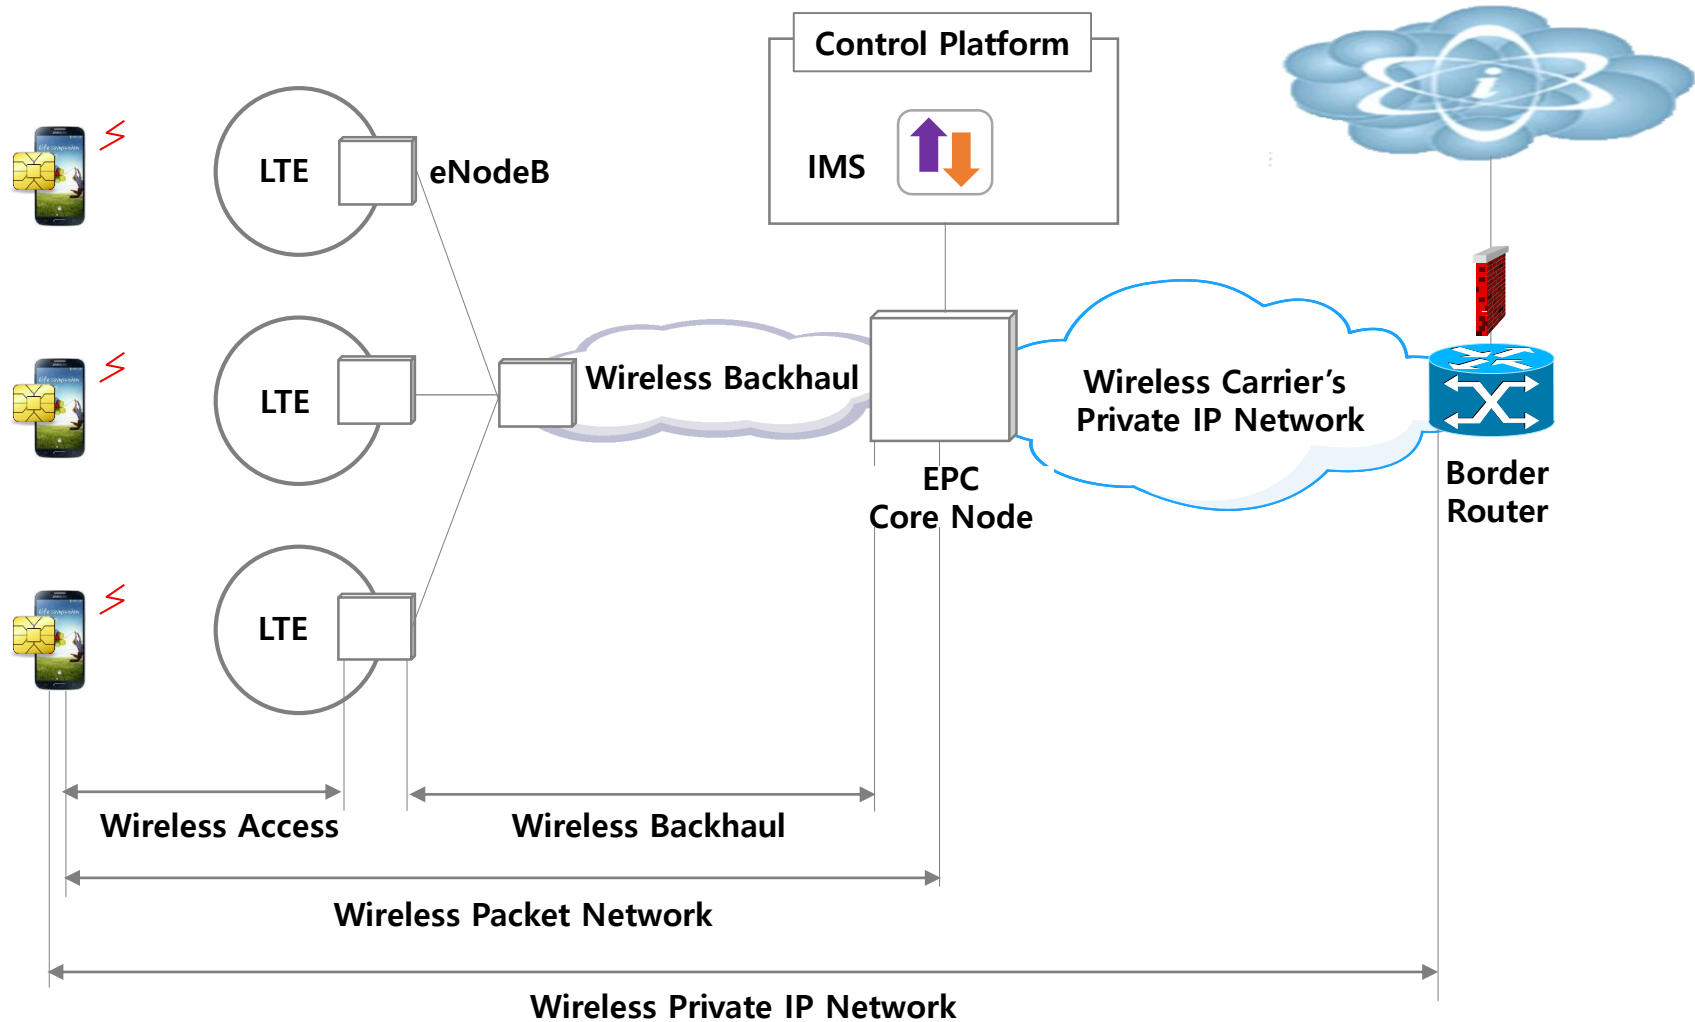 Control Platform
IMS
LTE
eNodeB
LTE
Wireless Backhaul
Wireless Carrier's
Private IP Network
EPC
Core Node
Border
Router
LTE
Wireless Access
Wireless Backhaul
Wireless Packet Network
Wireless Private IP Network